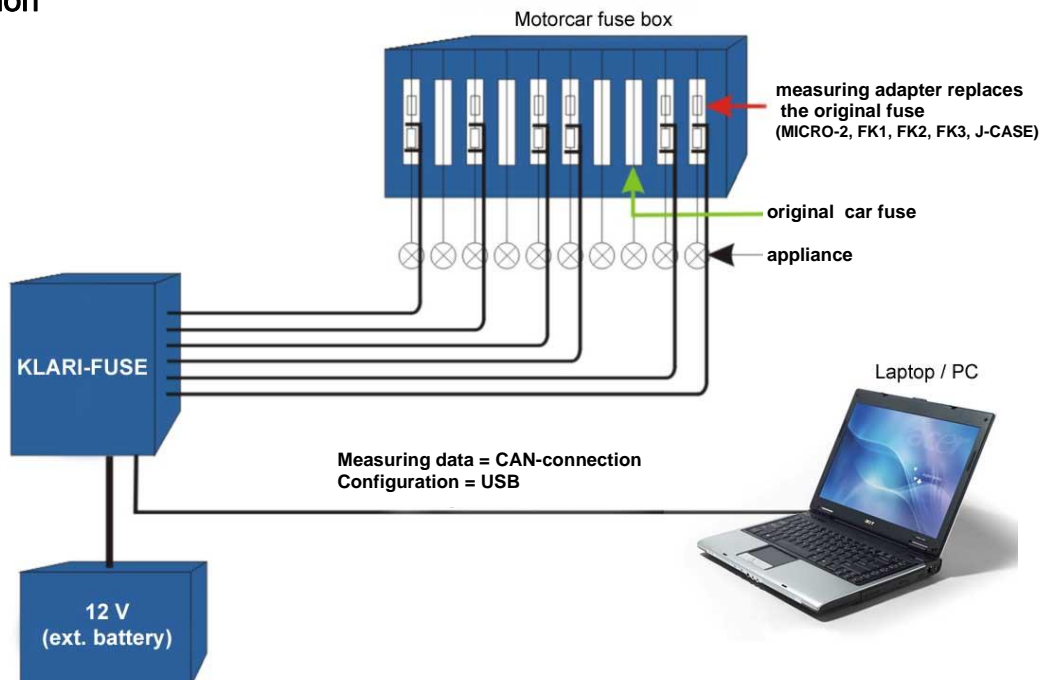 Motorcar fuse box
measuring adapter replaces
the original fuse
(MICRO-2, FK1, FK2, FK3, J-CASE)
original car fuse
appliance
KLARI-FUSE
Laptop / PC
Measuring data = CAN-connection
Configuration = USB
12 V
(ext. battery)